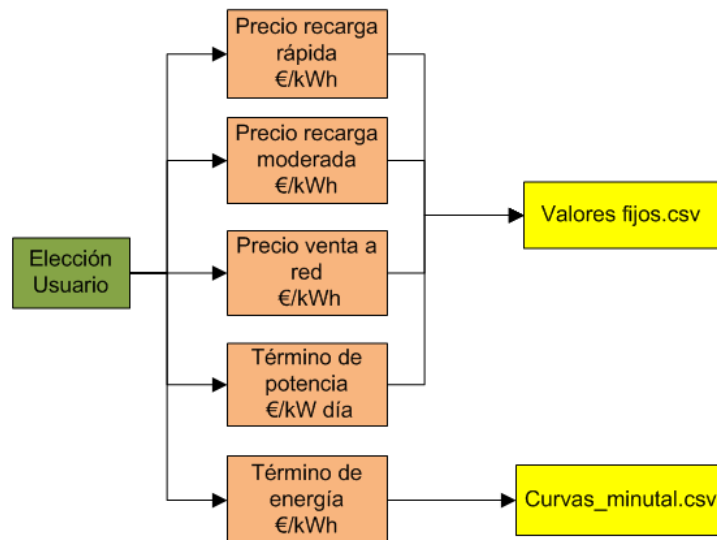 Precio recarga
rápida
€/kWh
Precio recarga
moderada
€/kWh
Valores fijos.csv
Elección
Usuario
Precio venta a
red
€/kWh
Término de
potencia
€/kW día
Término de
energía
€/kWh
Curvas_minutal.csv